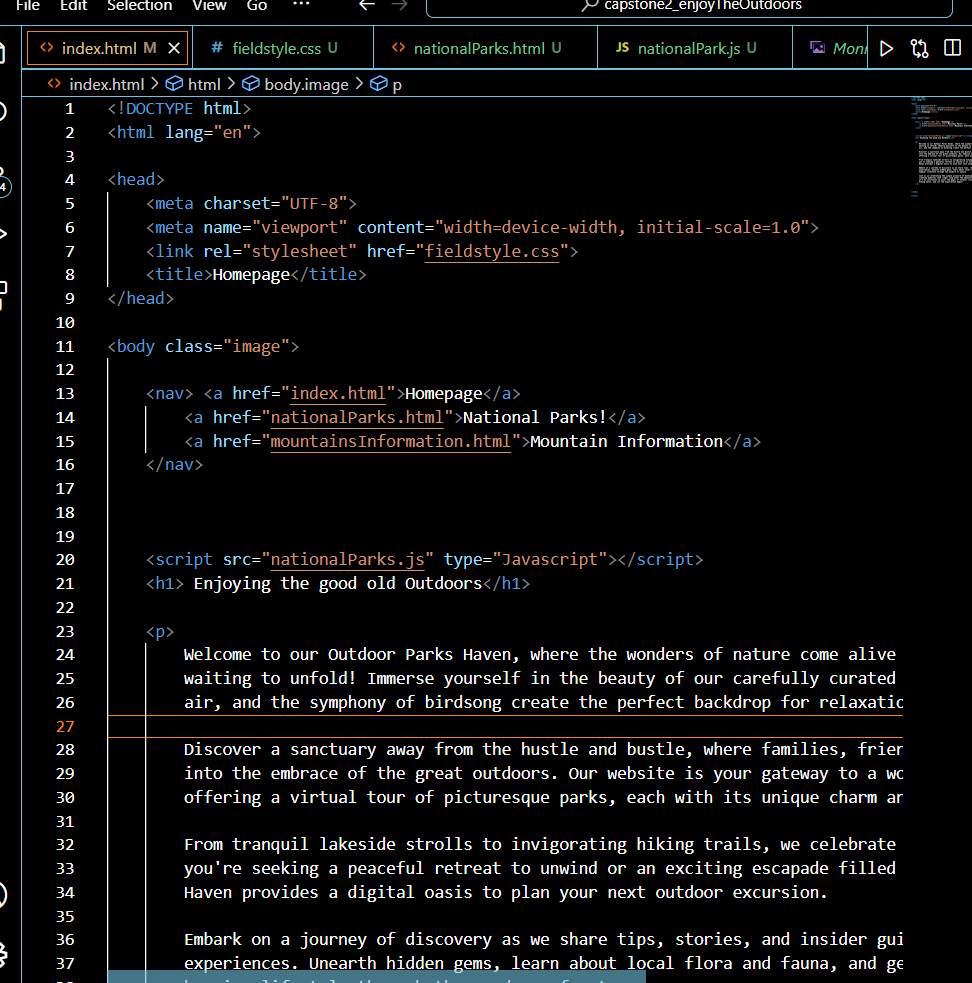 File Edit Selection View Go ··· capstone2_enjoyTheOutdoors
index.html M fieldstyle.css U nationalParks.html U JS nationalPark.js U
index.html > html > body.image > p
1 <!DOCTYPE html>
2 <html lang="en">
3
4 <head>
5 <meta charset="UTF-8">
6 <meta name="viewport" content="width=device-width, initial-scale=1.0">
7 <link rel="stylesheet" href="fieldstyle.css">
8 <title>Homepage</title>
9 </head>
10
11 <body class="image">
12
13 <nav> <a href="index.html">Homepage</a>
14 <a href="nationalParks.html">National Parks!</a>
15 <a href="mountainsInformation.html">Mountain Information</a>
16 </nav>
17
18
19
20 <script src="nationalParks.js" type="Javascript"></script>
21 <h1> Enjoying the good old Outdoors</h1>
22
23 <p>
24 Welcome to our Outdoor Parks Haven, where the wonders of nature come alive
25 waiting to unfold! Immerse yourself in the beauty of our carefully curated
26 air, and the symphony of birdsong create the perfect backdrop for relaxatio
27
28 Discover a sanctuary away from the hustle and bustle, where families, frien
29 into the embrace of the great outdoors. Our website is your gateway to a wo
30 offering a virtual tour of picturesque parks, each with its unique charm an
31
32 From tranquil lakeside strolls to invigorating hiking trails, we celebrate
33 you're seeking a peaceful retreat to unwind or an exciting escapade filled
34 Haven provides a digital oasis to plan your next outdoor excursion.
35
36 Embark on a journey of discovery as we share tips, stories, and insider gui
37 experiences. Unearth hidden gems, learn about local flora and fauna, and ge